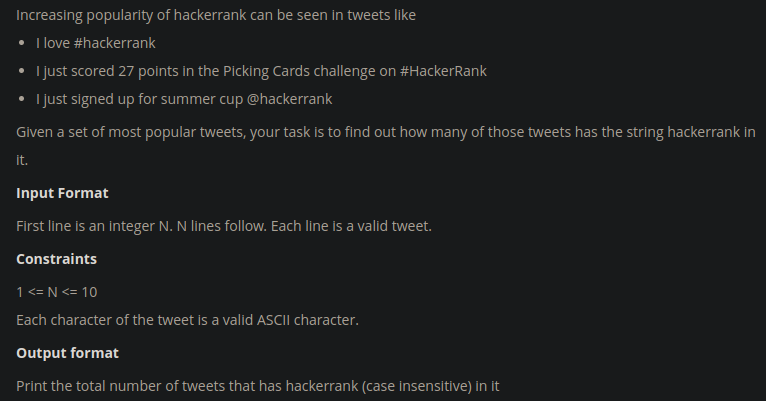 Increasing popularity of hackerrank can be seen in tweets like
• I love #hackerrank
• I just scored 27 points in the Picking Cards challenge on #HackerRank
• I just signed up for summer cup @hackerrank
Given a set of most popular tweets, your task is to find out how many of those tweets has the string hackerrank in
it.
Input Format
First line is an integer N. N lines follow. Each line is a valid tweet.
Constraints
1 <= N <= 10
Each character of the tweet is a valid ASCII character.
Output format
Print the total number of tweets that has hackerrank (case insensitive) in it